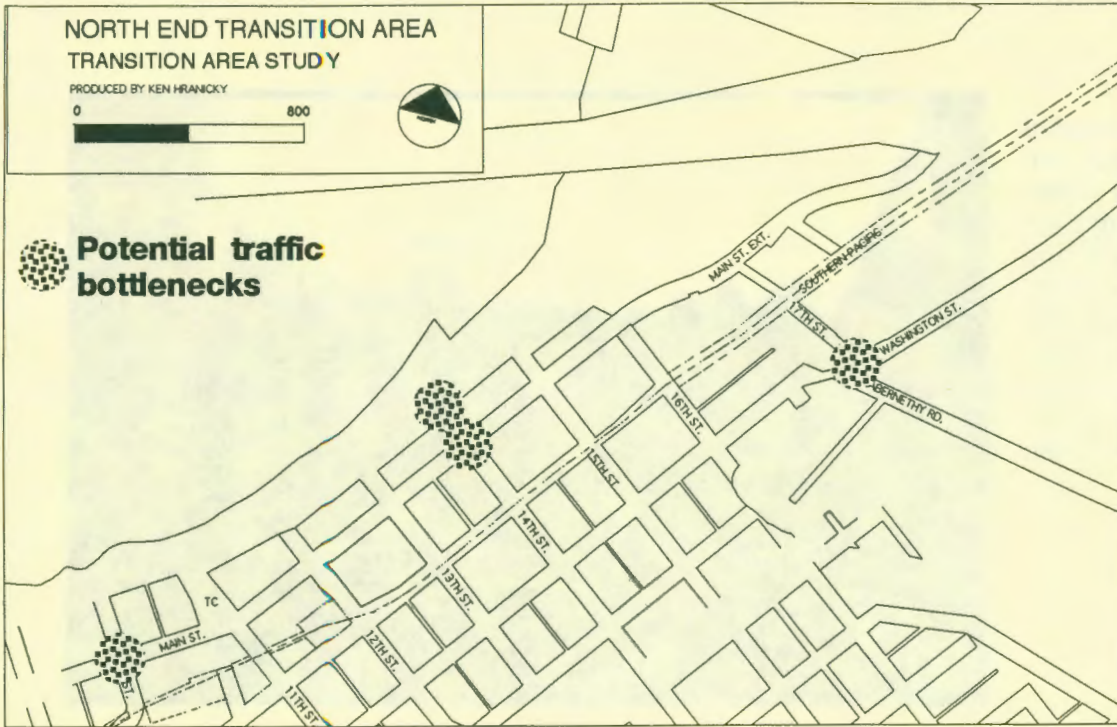 NORTH END TRANSITION AREA
TRANSITION AREA STUDY
PRODUCED BY KEN HRANICKY
0 800
NORTH
Potential traffic
bottlenecks
MAIN ST. EXT.
SOUTHERN PACIFIC
17TH ST.
WASHINGTON ST.
BERNETHY RD.
16TH ST.
15TH ST.
14TH ST.
13TH ST.
12TH ST.
11TH ST.
TC
MAIN ST.
ST.